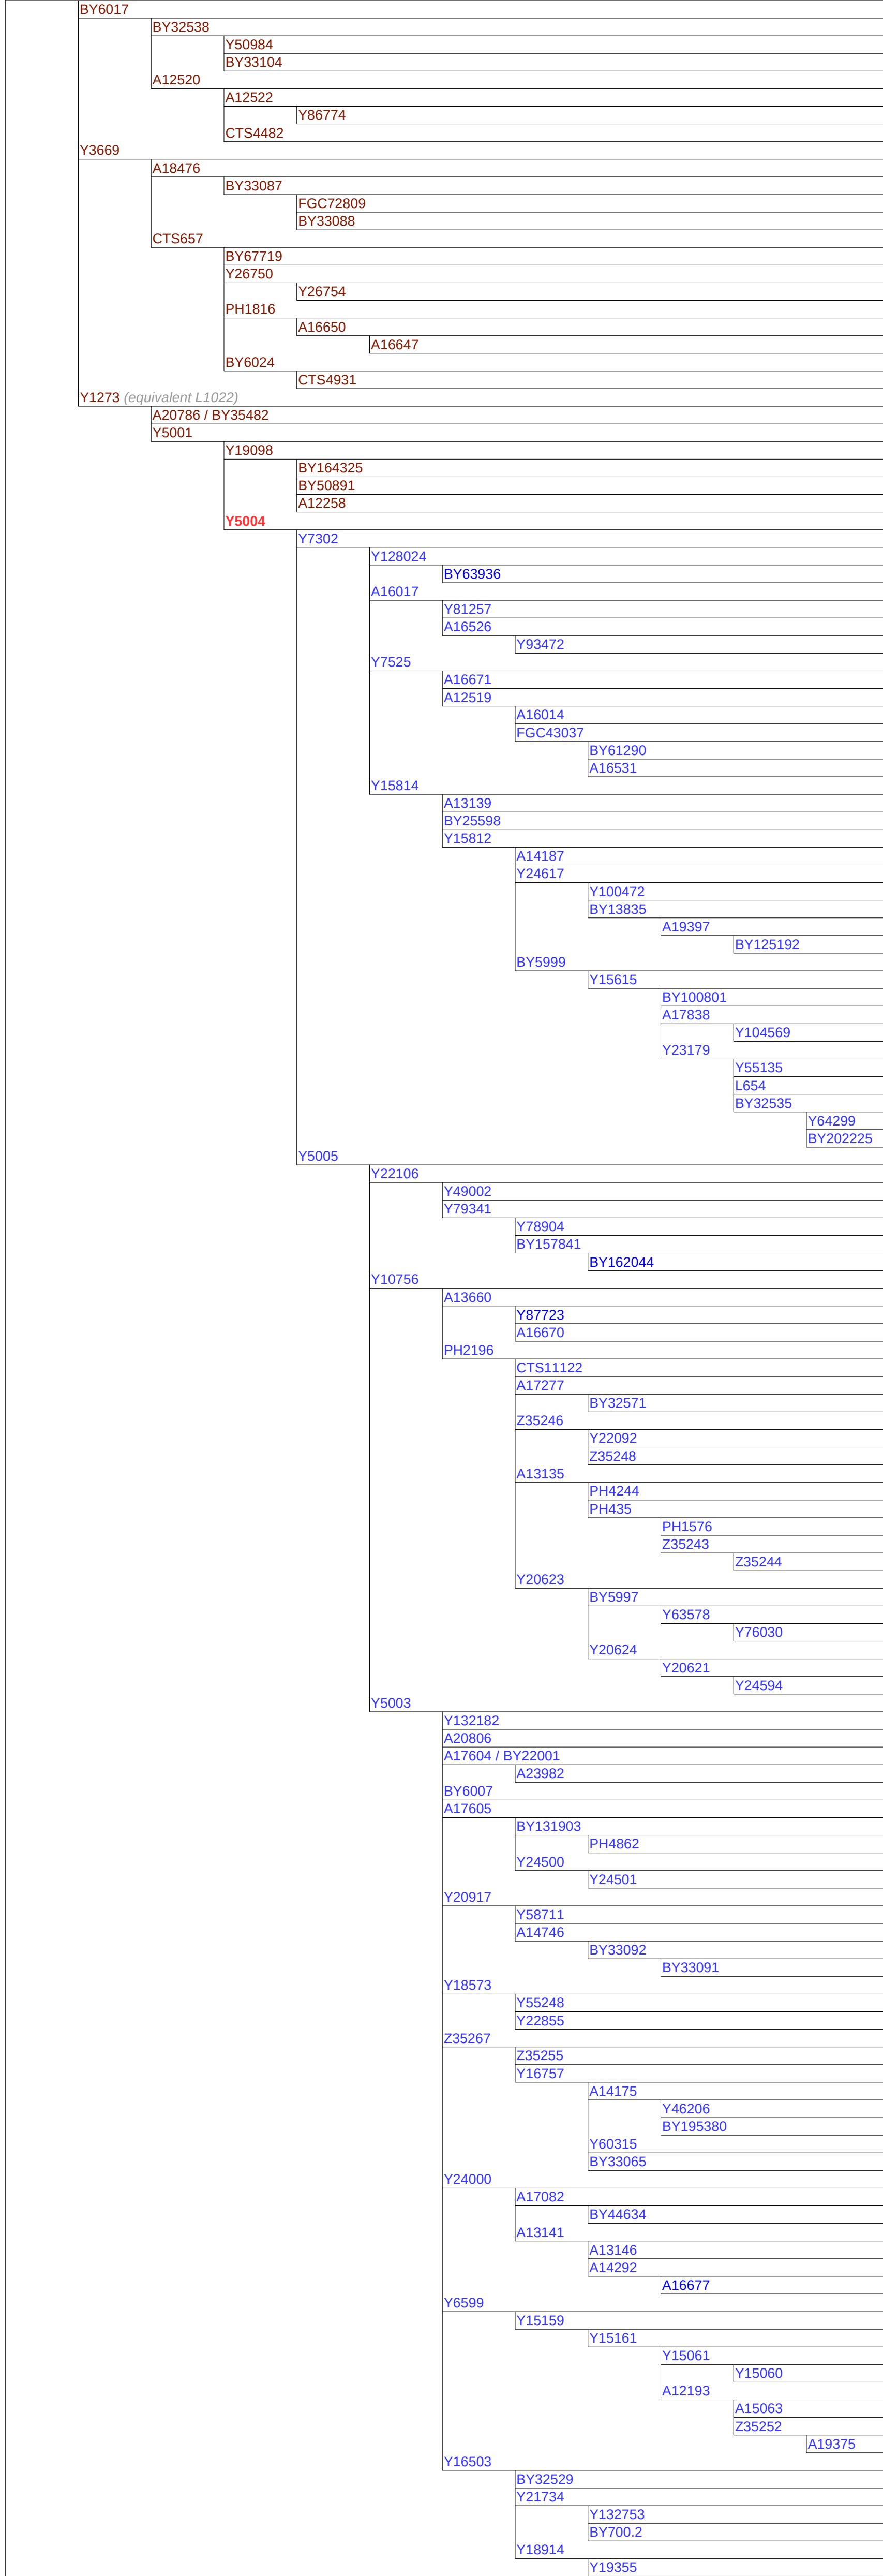 BY6017
BY32538
Y50984
BY33104
A12520
A12522
Y86774
CTS4482
Y3669
A18476
BY33087
FGC72809
BY33088
CTS657
BY67719
Y26750
Y26754
PH1816
A16650
A16647
BY6024
CTS4931
Y1273 (equivalent L1022)
A20786 / BY35482
Y5001
Y19098
BY164325
BY50891
A12258
Y5004
Y7302
Y128024
BY63936
A16017
Y81257
A16526
Y93472
Y7525
A16671
A12519
A16014
FGC43037
BY61290
A16531
Y15814
A13139
BY25598
Y15812
A14187
Y24617
Y100472
BY13835
A19397
BY125192
BY5999
Y15615
BY100801
A17838
Y104569
Y23179
Y55135
L654
BY32535
Y64299
BY202225
Y5005
Y22106
Y49002
Y79341
Y78904
BY157841
BY162044
Y10756
A13660
Y87723
A16670
PH2196
CTS11122
A17277
BY32571
Z35246
Y22092
Z35248
A13135
PH4244
PH435
PH1576
Z35243
Z35244
Y20623
BY5997
Y63578
Y76030
Y20624
Y20621
Y24594
Y5003
Y132182
A20806
A17604 / BY22001
A23982
BY6007
A17605
BY131903
PH4862
Y24500
Y24501
Y20917
Y58711
A14746
BY33092
BY33091
Y18573
Y55248
Y22855
Z35267
Z35255
Y16757
A14175
Y46206
BY195380
Y60315
BY33065
Y24000
A17082
BY44634
A13141
A13146
A14292
A16677
Y6599
Y15159
Y15161
Y15061
Y15060
A12193
A15063
Z35252
A19375
Y16503
BY32529
Y21734
Y132753
BY700.2
Y18914
Y19355